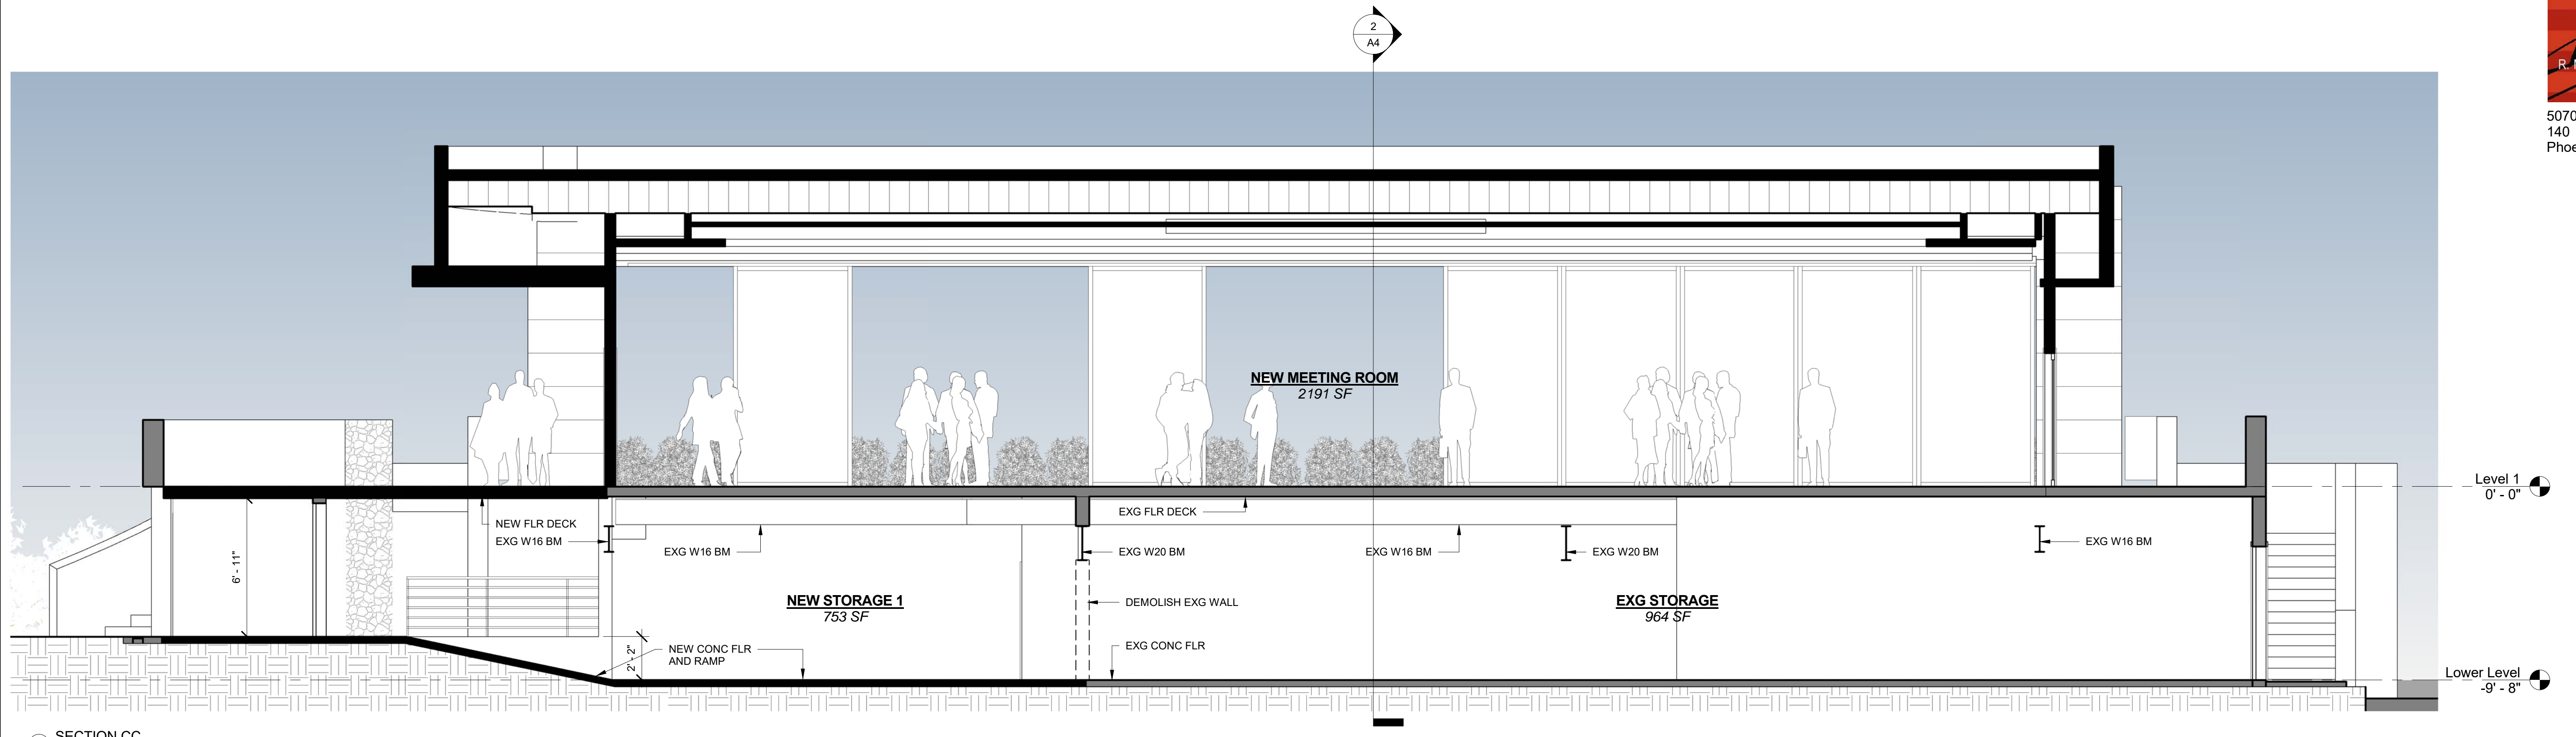 2
A4
R.
5070
140
Phoe
NEW MEETING ROOM
2191 SF
Level 1
0' - 0"
NEW FLR DECK
EXG W16 BM
EXG W16 BM
EXG FLR DECK
EXG W20 BM
EXG W16 BM
EXG W20 BM
EXG W16 BM
6' - 11"
NEW STORAGE 1
753 SF
DEMOLISH EXG WALL
EXG STORAGE
964 SF
2' - 2"
NEW CONC FLR
AND RAMP
EXG CONC FLR
Lower Level
-9' - 8"
SECTION CC